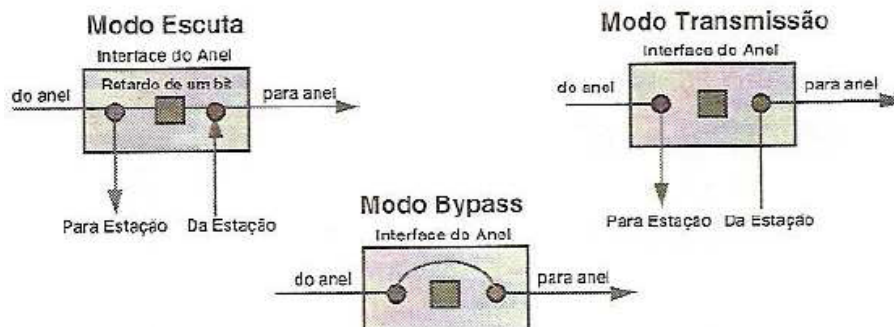 Modo Escuta
Interface do Anel
Retardo de um bit
do anel
para anel
Para Estação
Da Estação
Modo Transmissão
Interface do Anel
do anel
para anel
Para Estação
Da Estação
Modo Bypass
Interface do Anel
do anel
para anel